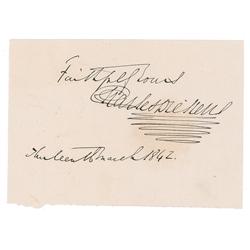 Faithfully Yours
Charles Dickens
Thirteenth March 1842.